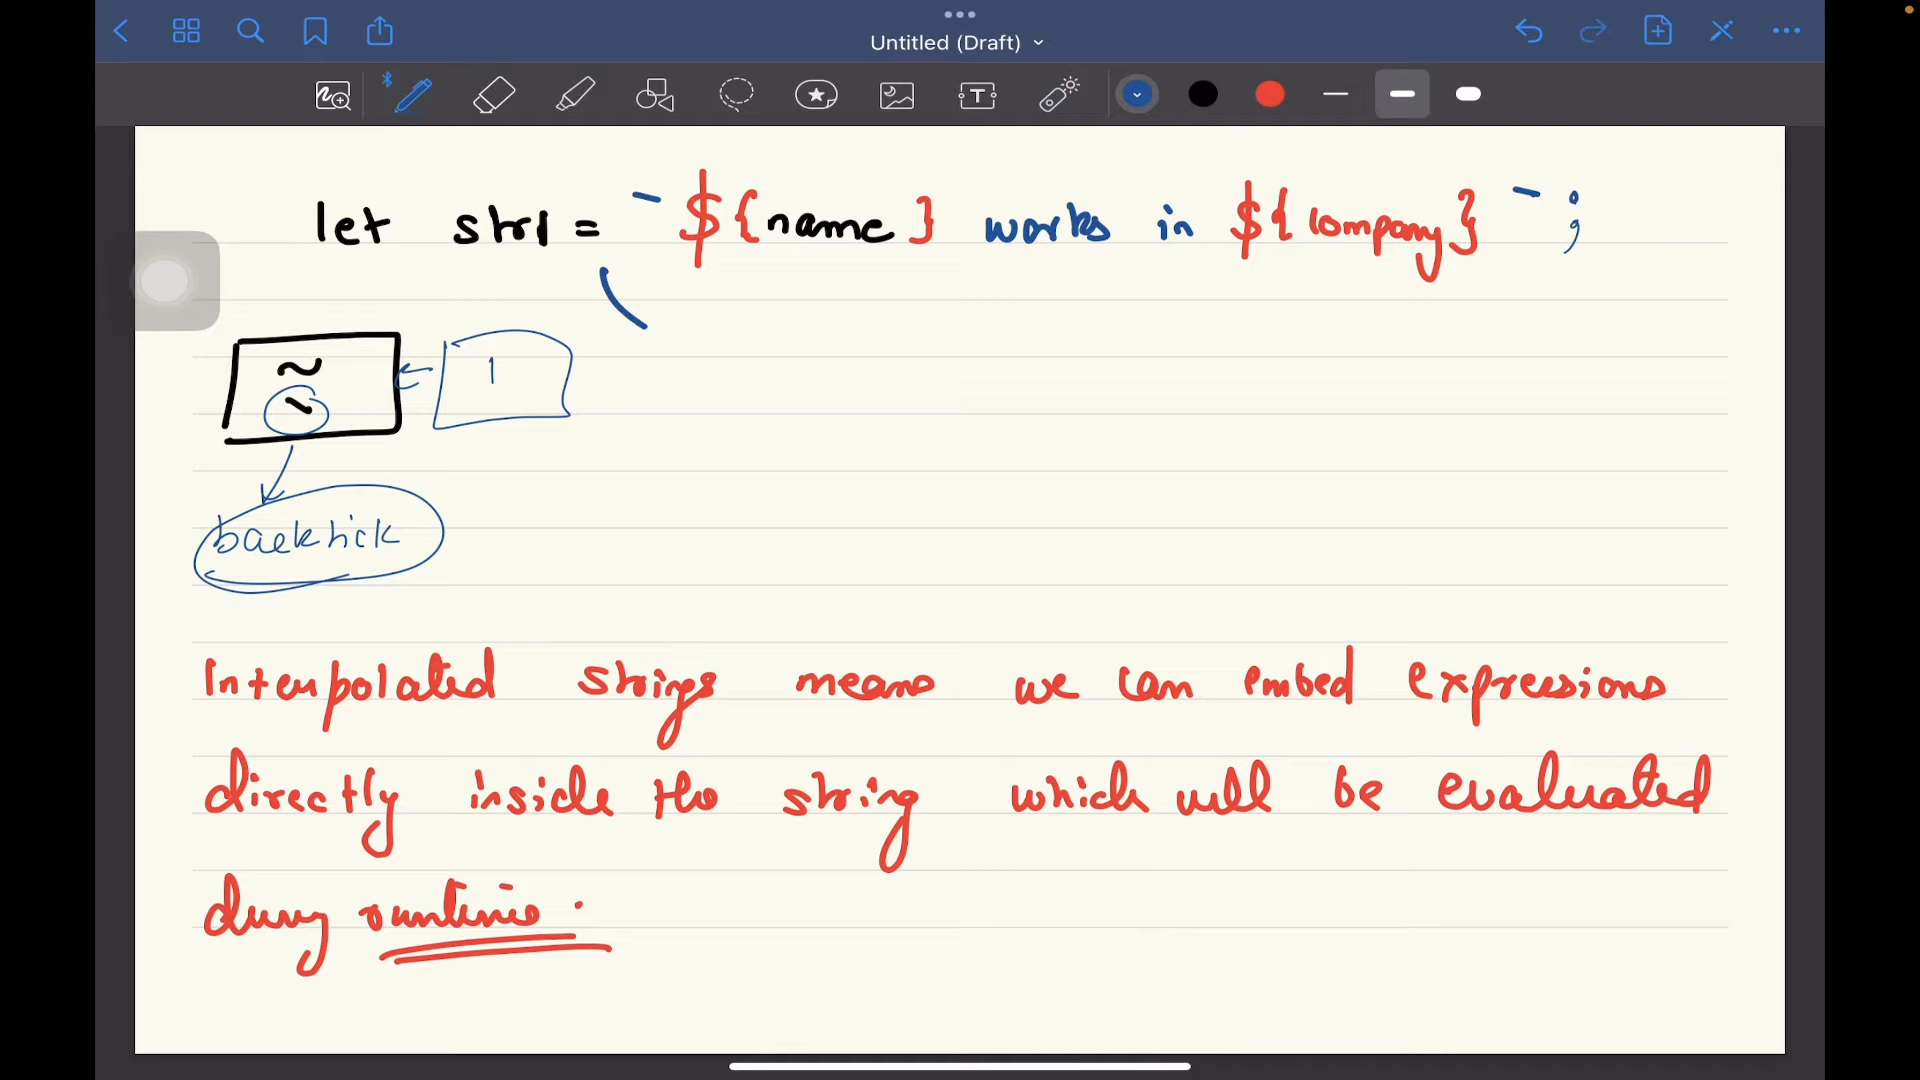 Untitled (Draft)
let str1 = `${name} works in ${company}`;
~
`
1
backtick
Interpolated strings means we can embed expressions
directly inside the string which will be evaluated
during runtime.